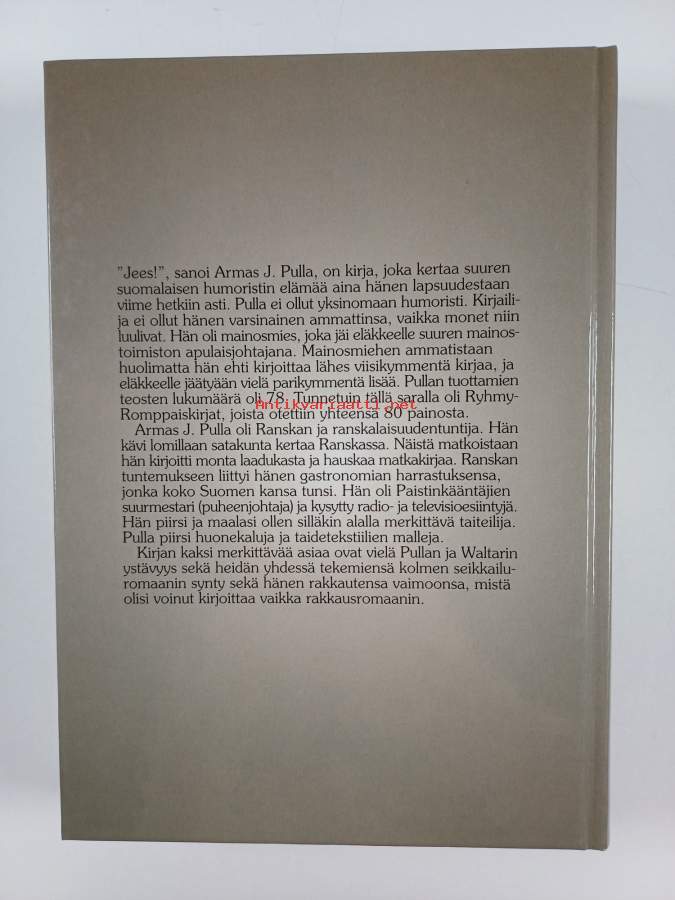 "Jees!", sanoi Armas J. Pulla, on kirja, joka kertaa suuren
suomalaisen humoristin elämää aina hänen lapsuudestaan
viime hetkiin asti. Pulla ei ollut yksinomaan humoristi. Kirjaili-
ja ei ollut hänen varsinainen ammattinsa, vaikka monet niin
luulivat. Hän oli mainosmies, joka jäi eläkkeelle suuren mainos-
toimiston apulaisjohtajana. Mainosmiehen ammatistaan
huolimatta hän ehti kirjoittaa lähes viisikymmentä kirjaa, ja
eläkkeelle jäätyään vielä parikymmentä lisää. Pullan tuottamien
teosten lukumäärä oli 78. Tunnetuin tällä saralla oli Ryhmy-
Antikvariaatti.net
Romppaiskirjat, joista otettiin yhteensä 80 painosta.
Armas J. Pulla oli Ranskan ja ranskalaisuudentuntija. Hän
kävi lomillaan satakunta kertaa Ranskassa. Näistä matkoistaan
hän kirjoitti monta laadukasta ja hauskaa matkakirjaa. Ranskan
tuntemukseen liittyi hänen gastronomian harrastuksensa,
jonka koko Suomen kansa tunsi. Hän oli Paistinkääntäjien
suurmestari (puheenjohtaja) ja kysytty radio- ja televisioesiintyjä.
Hän piirsi ja maalasi ollen silläkin alalla merkittävä taiteilija.
Pulla piirsi huonekaluja ja taidetekstiilien malleja.
Kirjan kaksi merkittävää asiaa ovat vielä Pullan ja Waltarin
ystävyys sekä heidän yhdessä tekemiensä kolmen seikkailu-
romaanin synty sekä hänen rakkautensa vaimoonsa, mistä
olisi voinut kirjoittaa vaikka rakkausromaanin.